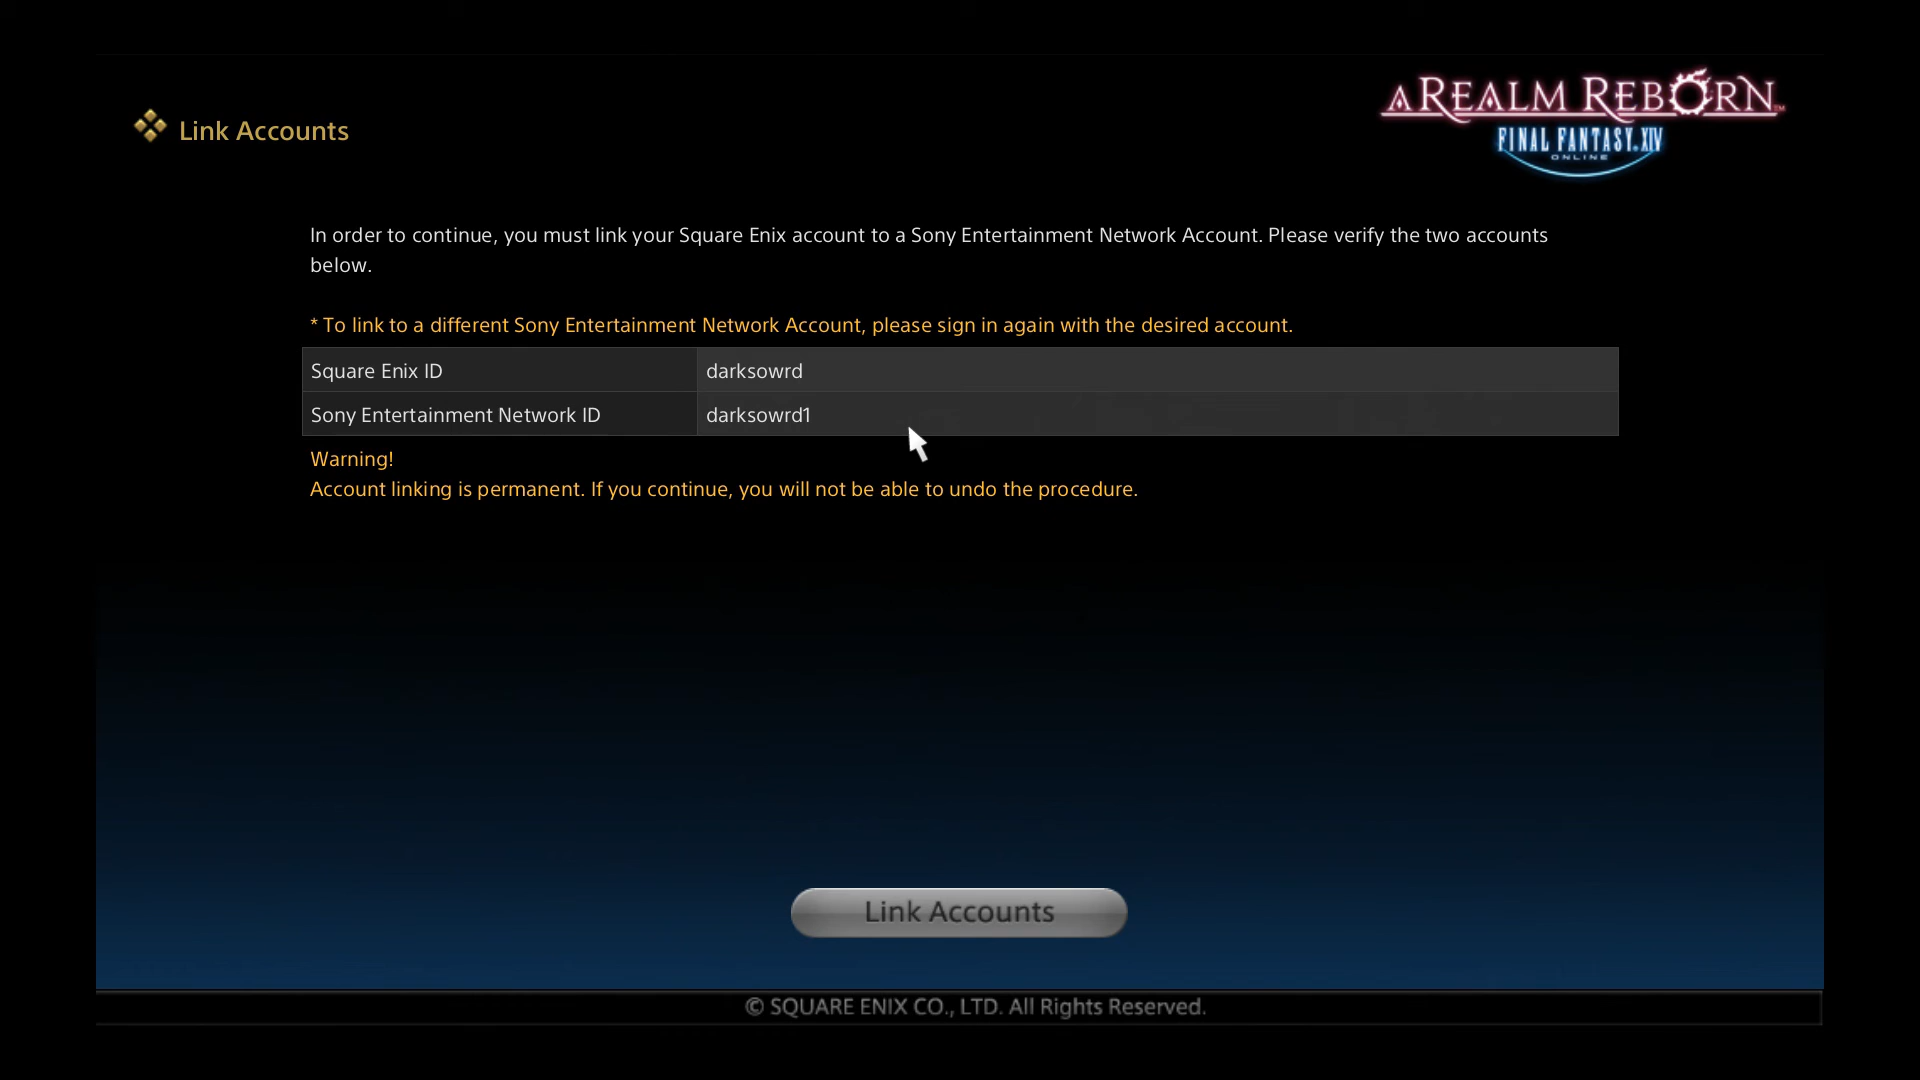 Link Accounts
A REALM REBORN™
FINAL FANTASY. XIV
ONLINE
In order to continue, you must link your Square Enix account to a Sony Entertainment Network Account. Please verify the two accounts
below.
* To link to a different Sony Entertainment Network Account, please sign in again with the desired account.
Square Enix ID darksowrd
Sony Entertainment Network ID darksowrd1
Warning!
Account linking is permanent. If you continue, you will not be able to undo the procedure.
Link Accounts
© SQUARE ENIX CO., LTD. All Rights Reserved.